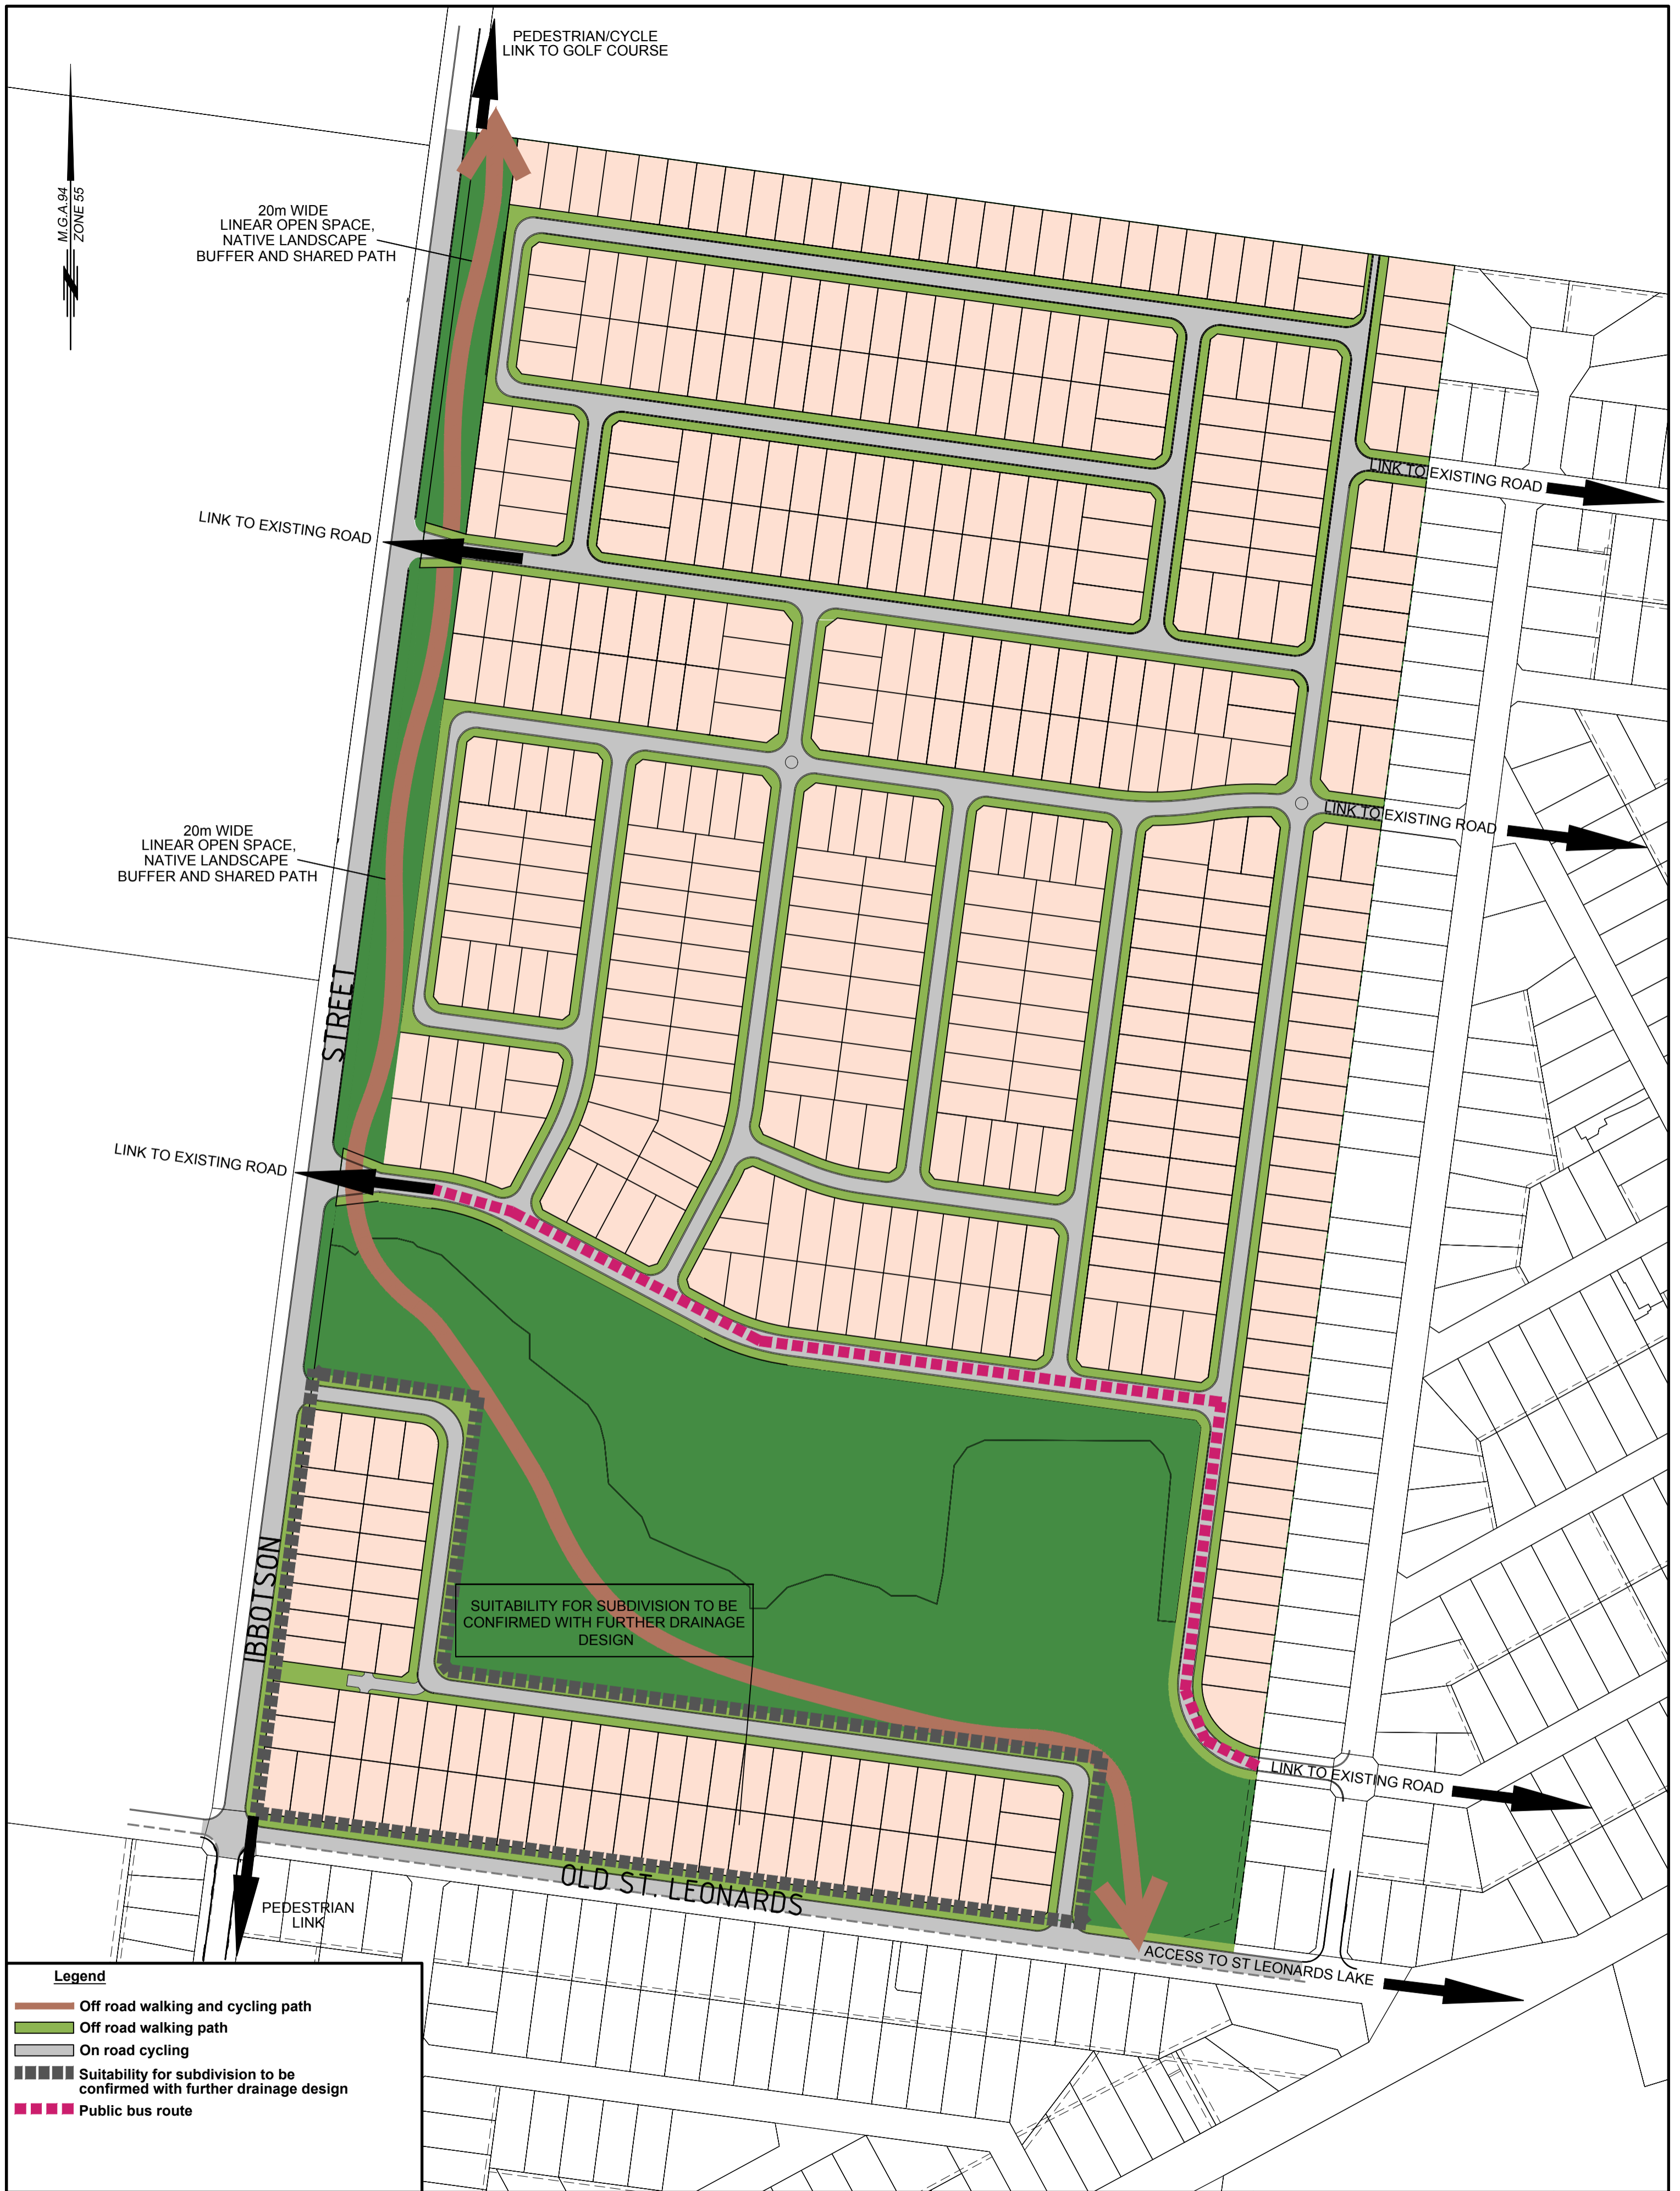 PEDESTRIAN/CYCLE
LINK TO GOLF COURSE
M.G.A.94
ZONE 55
20m WIDE
LINEAR OPEN SPACE,
NATIVE LANDSCAPE
BUFFER AND SHARED PATH
LINK TO EXISTING ROAD
LINK TO EXISTING ROAD
LINK TO EXISTING ROAD
20m WIDE
LINEAR OPEN SPACE,
NATIVE LANDSCAPE
BUFFER AND SHARED PATH
STREET
LINK TO EXISTING ROAD
IBBOTSON
SUITABILITY FOR SUBDIVISION TO BE
CONFIRMED WITH FURTHER DRAINAGE
DESIGN
LINK TO EXISTING ROAD
OLD ST. LEONARDS
PEDESTRIAN
LINK
ACCESS TO ST LEONARDS LAKE
Legend
Off road walking and cycling path
Off road walking path
On road cycling
Suitability for subdivision to be
confirmed with further drainage design
Public bus route